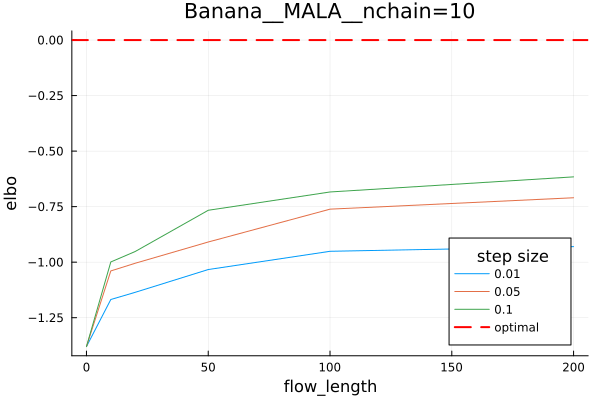 Banana__MALA__nchain=10
0.00
−0.25
−0.50
−0.75
−1.00
−1.25
elbo
step size
0.01
0.05
0.1
optimal
0 50 100 150 200
flow_length